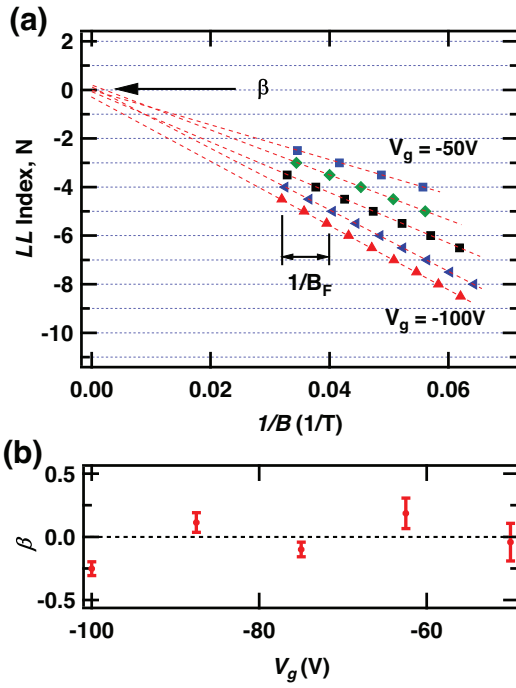 (a)
2
0
-2
-4
-6
-8
-10
LL Index, N
β
V_g = -50V
1/B_F
V_g = -100V
0.00 0.02 0.04 0.06
1/B (1/T)
(b)
0.5
0.0
-0.5
β
-100 -80 -60
V_g (V)